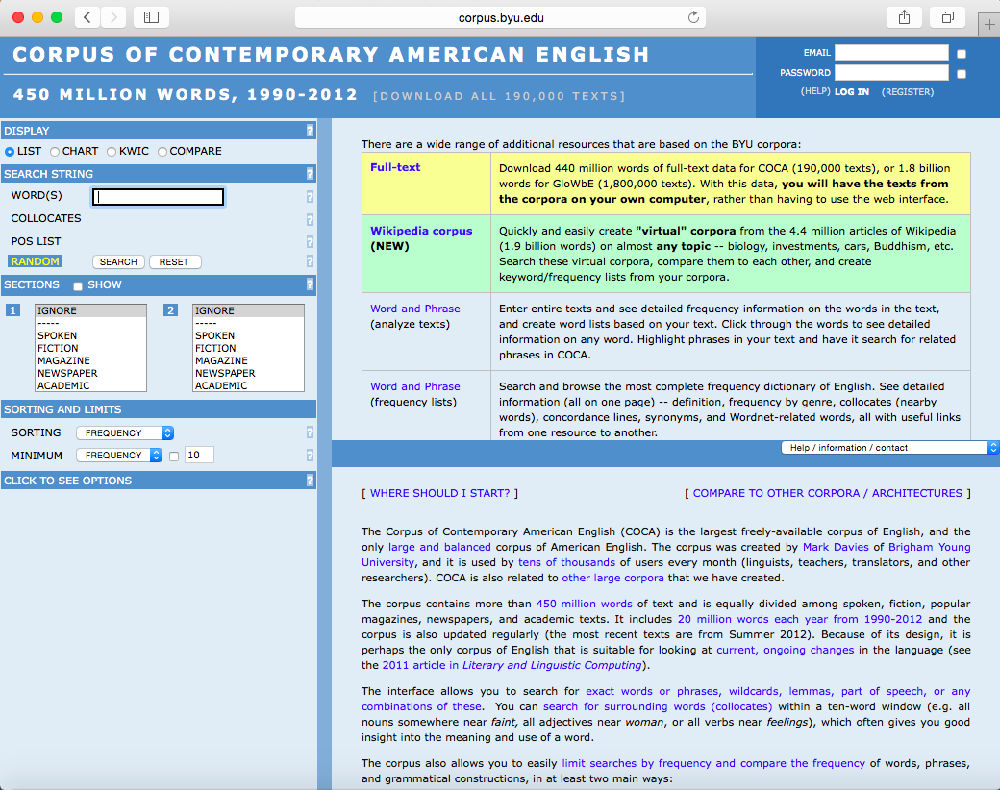 corpus.byu.edu
CORPUS OF CONTEMPORARY AMERICAN ENGLISH
450 MILLION WORDS, 1990-2012 [DOWNLOAD ALL 190,000 TEXTS]
EMAIL
PASSWORD
(HELP) LOG IN (REGISTER)
DISPLAY ?
LIST CHART KWIC COMPARE
SEARCH STRING ?
WORD(S) ?
COLLOCATES ?
POS LIST ?
RANDOM SEARCH RESET ?
SECTIONS SHOW ?
1 IGNORE
-----
SPOKEN
FICTION
MAGAZINE
NEWSPAPER
ACADEMIC
2 IGNORE
-----
SPOKEN
FICTION
MAGAZINE
NEWSPAPER
ACADEMIC
SORTING AND LIMITS
SORTING FREQUENCY ?
MINIMUM FREQUENCY 10 ?
CLICK TO SEE OPTIONS ?
There are a wide range of additional resources that are based on the BYU corpora:
Full-text
Download 440 million words of full-text data for COCA (190,000 texts), or 1.8 billion
words for GloWbE (1,800,000 texts). With this data, you will have the texts from
the corpora on your own computer, rather than having to use the web interface.
Wikipedia corpus
(NEW)
Quickly and easily create "virtual" corpora from the 4.4 million articles of Wikipedia
(1.9 billion words) on almost any topic -- biology, investments, cars, Buddhism, etc.
Search these virtual corpora, compare them to each other, and create
keyword/frequency lists from your corpora.
Word and Phrase
(analyze texts)
Enter entire texts and see detailed frequency information on the words in the text,
and create word lists based on your text. Click through the words to see detailed
information on any word. Highlight phrases in your text and have it search for related
phrases in COCA.
Word and Phrase
(frequency lists)
Search and browse the most complete frequency dictionary of English. See detailed
information (all on one page) -- definition, frequency by genre, collocates (nearby
words), concordance lines, synonyms, and Wordnet-related words, all with useful links
from one resource to another.
Help / information / contact
[ WHERE SHOULD I START? ] [ COMPARE TO OTHER CORPORA / ARCHITECTURES ]
The Corpus of Contemporary American English (COCA) is the largest freely-available corpus of English, and the
only large and balanced corpus of American English. The corpus was created by Mark Davies of Brigham Young
University, and it is used by tens of thousands of users every month (linguists, teachers, translators, and other
researchers). COCA is also related to other large corpora that we have created.
The corpus contains more than 450 million words of text and is equally divided among spoken, fiction, popular
magazines, newspapers, and academic texts. It includes 20 million words each year from 1990-2012 and the
corpus is also updated regularly (the most recent texts are from Summer 2012). Because of its design, it is
perhaps the only corpus of English that is suitable for looking at current, ongoing changes in the language (see
the 2011 article in Literary and Linguistic Computing).
The interface allows you to search for exact words or phrases, wildcards, lemmas, part of speech, or any
combinations of these. You can search for surrounding words (collocates) within a ten-word window (e.g. all
nouns somewhere near faint, all adjectives near woman, or all verbs near feelings), which often gives you good
insight into the meaning and use of a word.
The corpus also allows you to easily limit searches by frequency and compare the frequency of words, phrases,
and grammatical constructions, in at least two main ways: